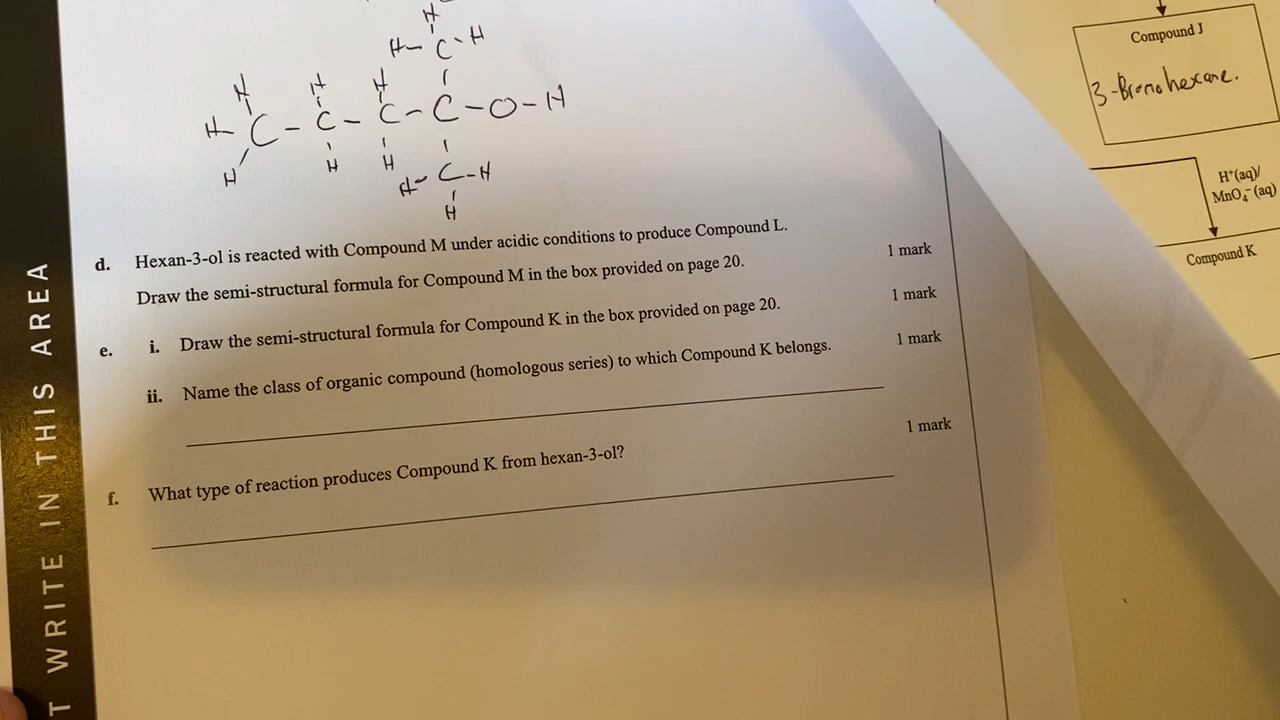 H
H- C - H
H H H
H- C - C - C - C - O - H
H H H H- C -H
H
d. Hexan-3-ol is reacted with Compound M under acidic conditions to produce Compound L.
Draw the semi-structural formula for Compound M in the box provided on page 20. 1 mark
e. i. Draw the semi-structural formula for Compound K in the box provided on page 20. 1 mark
ii. Name the class of organic compound (homologous series) to which Compound K belongs. 1 mark
f. What type of reaction produces Compound K from hexan-3-ol? 1 mark
T WRITE IN THIS AREA
Compound J
3-Bromohexane.
H⁺(aq)/
MnO₄⁻(aq)
Compound K